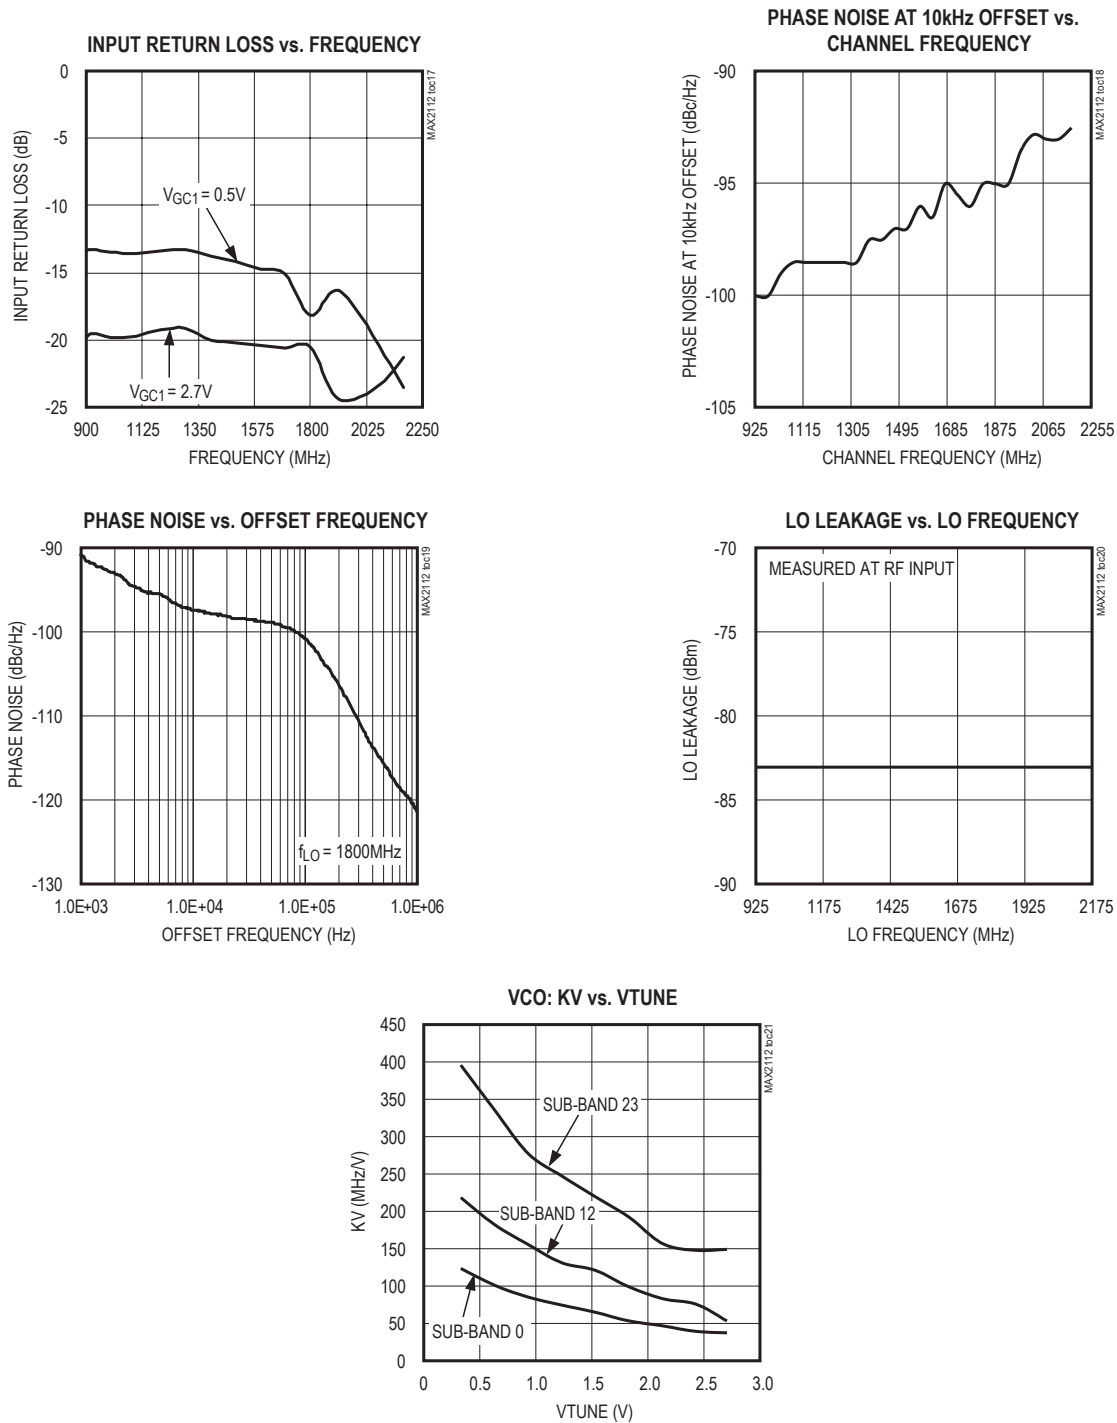 INPUT RETURN LOSS vs. FREQUENCY
MAX2112 toc17
INPUT RETURN LOSS (dB)
0
-5
-10
-15
-20
-25
VGC1 = 0.5V
VGC1 = 2.7V
900 1125 1350 1575 1800 2025 2250
FREQUENCY (MHz)
PHASE NOISE AT 10kHz OFFSET vs.
CHANNEL FREQUENCY
MAX2112 toc18
PHASE NOISE AT 10kHz OFFSET (dBc/Hz)
-90
-95
-100
-105
925 1115 1305 1495 1685 1875 2065 2255
CHANNEL FREQUENCY (MHz)
PHASE NOISE vs. OFFSET FREQUENCY
MAX2112 toc19
PHASE NOISE (dBc/Hz)
-90
-100
-110
-120
-130
fLO = 1800MHz
1.0E+03 1.0E+04 1.0E+05 1.0E+06
OFFSET FREQUENCY (Hz)
LO LEAKAGE vs. LO FREQUENCY
MAX2112 toc20
LO LEAKAGE (dBm)
-70
-75
-80
-85
-90
MEASURED AT RF INPUT
925 1175 1425 1675 1925 2175
LO FREQUENCY (MHz)
VCO: KV vs. VTUNE
MAX2112 toc21
KV (MHz/V)
450
400
350
300
250
200
150
100
50
0
SUB-BAND 23
SUB-BAND 12
SUB-BAND 0
0 0.5 1.0 1.5 2.0 2.5 3.0
VTUNE (V)